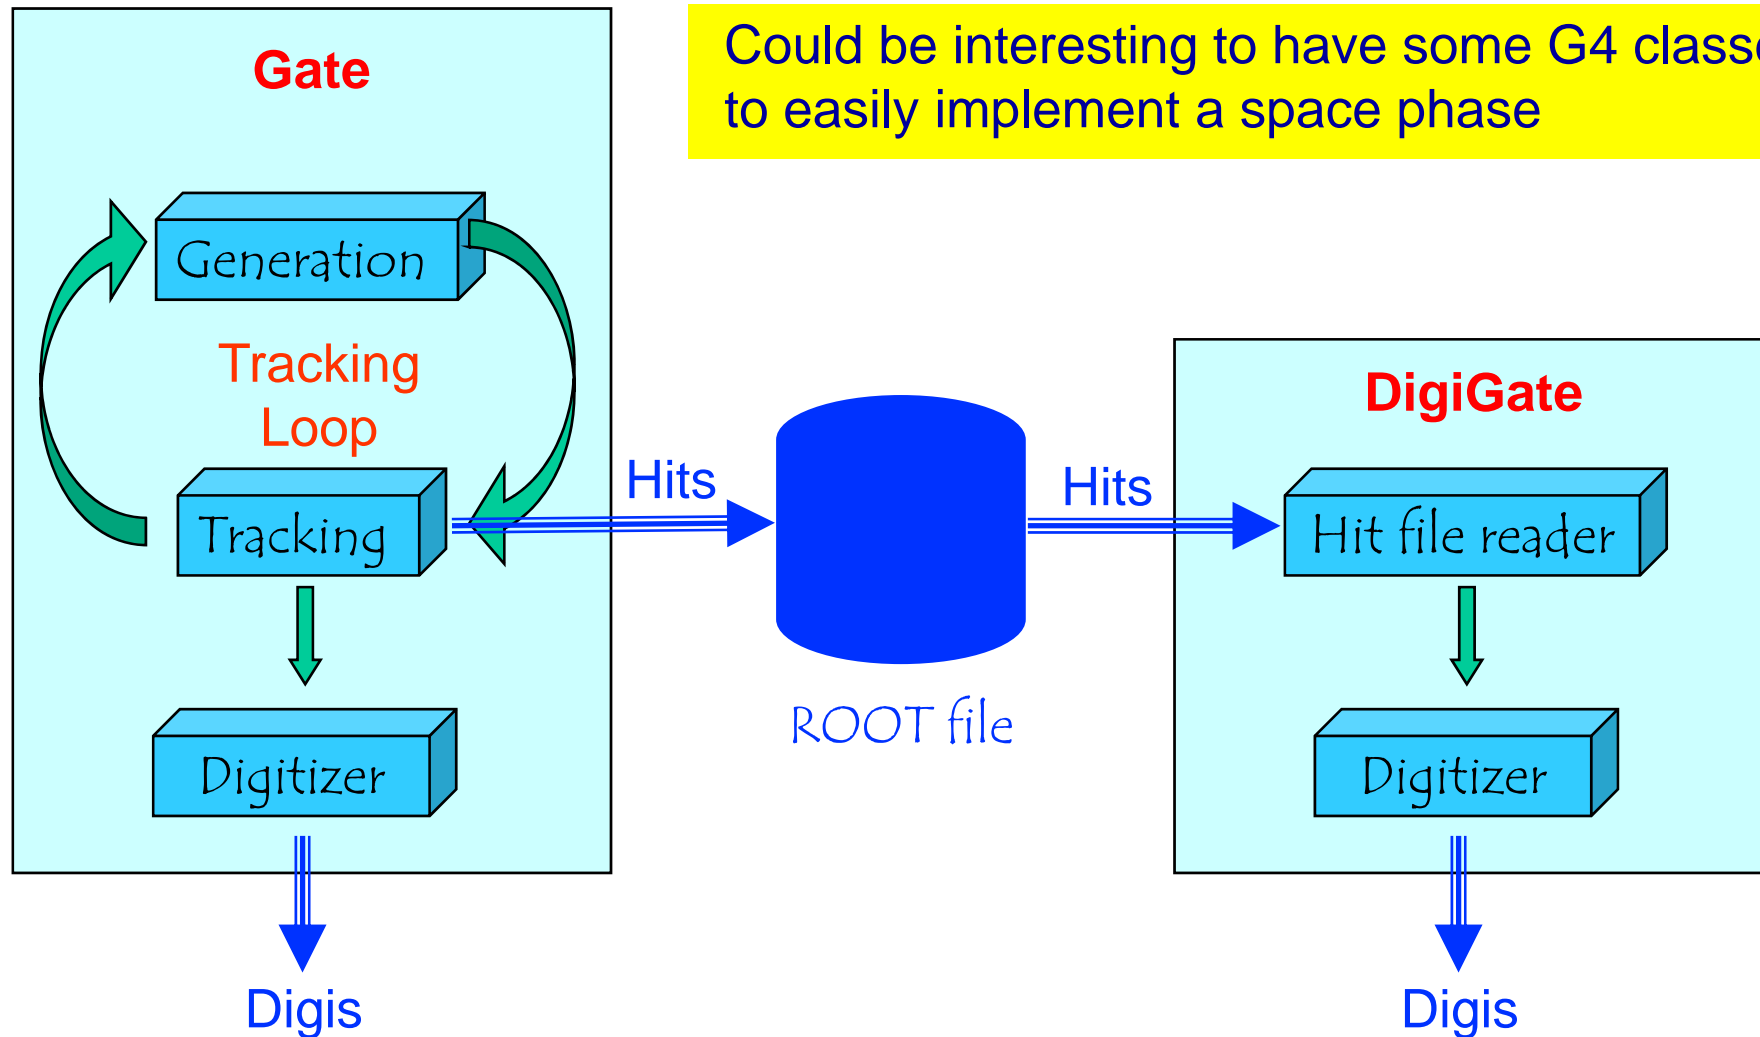 Could be interesting to have some G4
to easily implement a space phase
Gate
Generation
Tracking
Loop
Tracking
Digitizer
Digis
Hits
ROOT file
Hits
DigiGate
Hit file reader
Digitizer
Digis